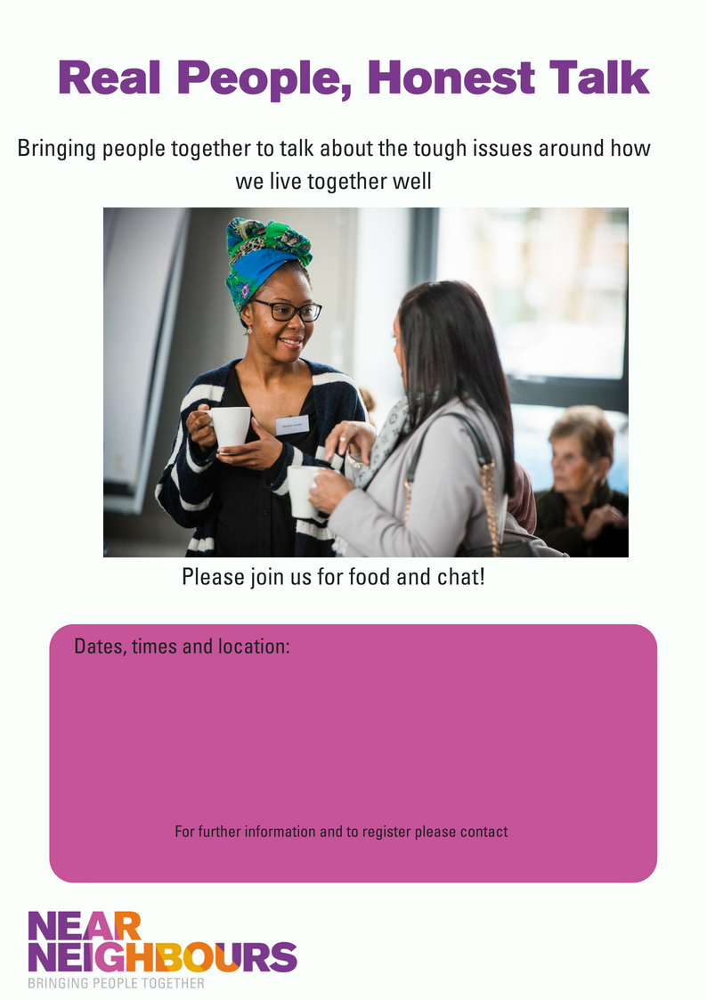 Real People, Honest Talk
Bringing people together to talk about the tough issues around how
we live together well
Please join us for food and chat!
Dates, times and location:
For further information and to register please contact
NEAR
NEIGHBOURS
BRINGING PEOPLE TOGETHER